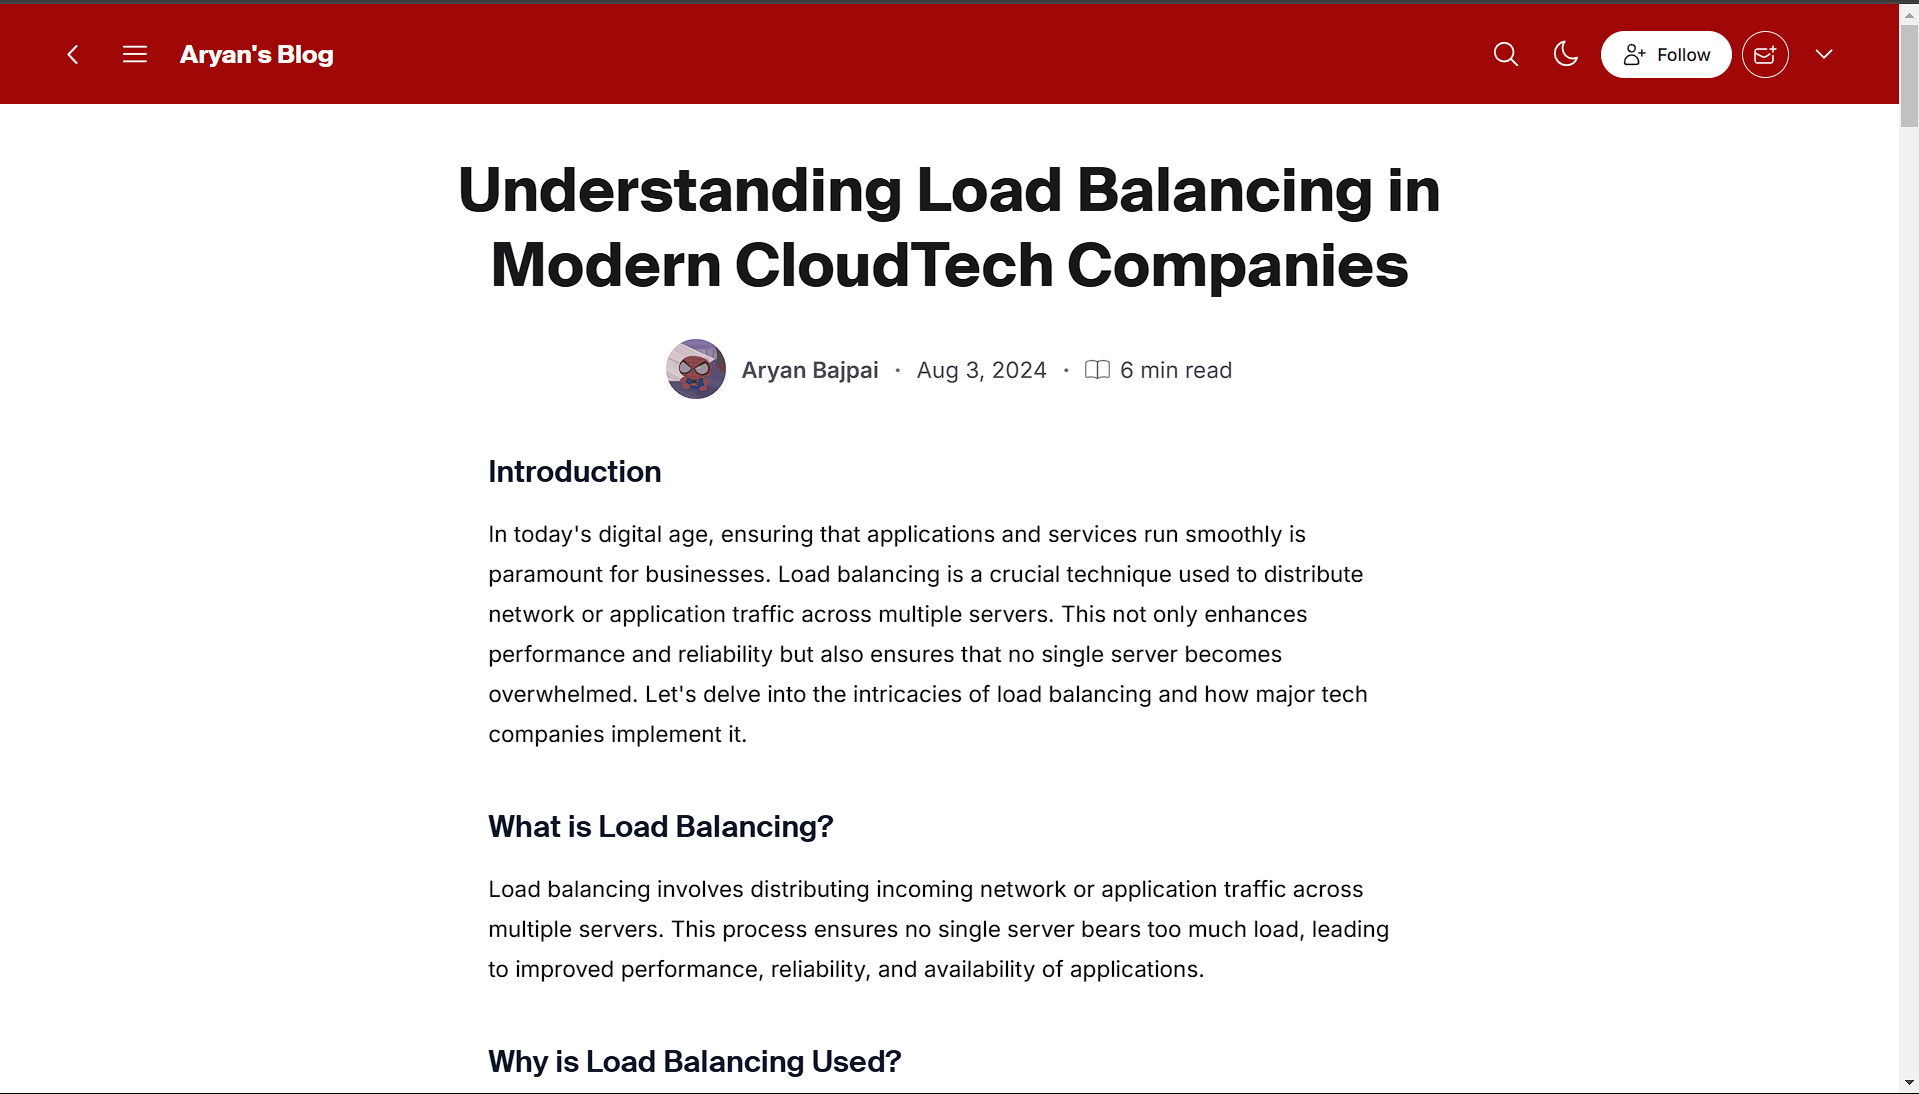 Aryan's Blog
Follow
Understanding Load Balancing in
Modern CloudTech Companies
Aryan Bajpai · Aug 3, 2024 · 6 min read
Introduction
In today's digital age, ensuring that applications and services run smoothly is
paramount for businesses. Load balancing is a crucial technique used to distribute
network or application traffic across multiple servers. This not only enhances
performance and reliability but also ensures that no single server becomes
overwhelmed. Let's delve into the intricacies of load balancing and how major tech
companies implement it.
What is Load Balancing?
Load balancing involves distributing incoming network or application traffic across
multiple servers. This process ensures no single server bears too much load, leading
to improved performance, reliability, and availability of applications.
Why is Load Balancing Used?